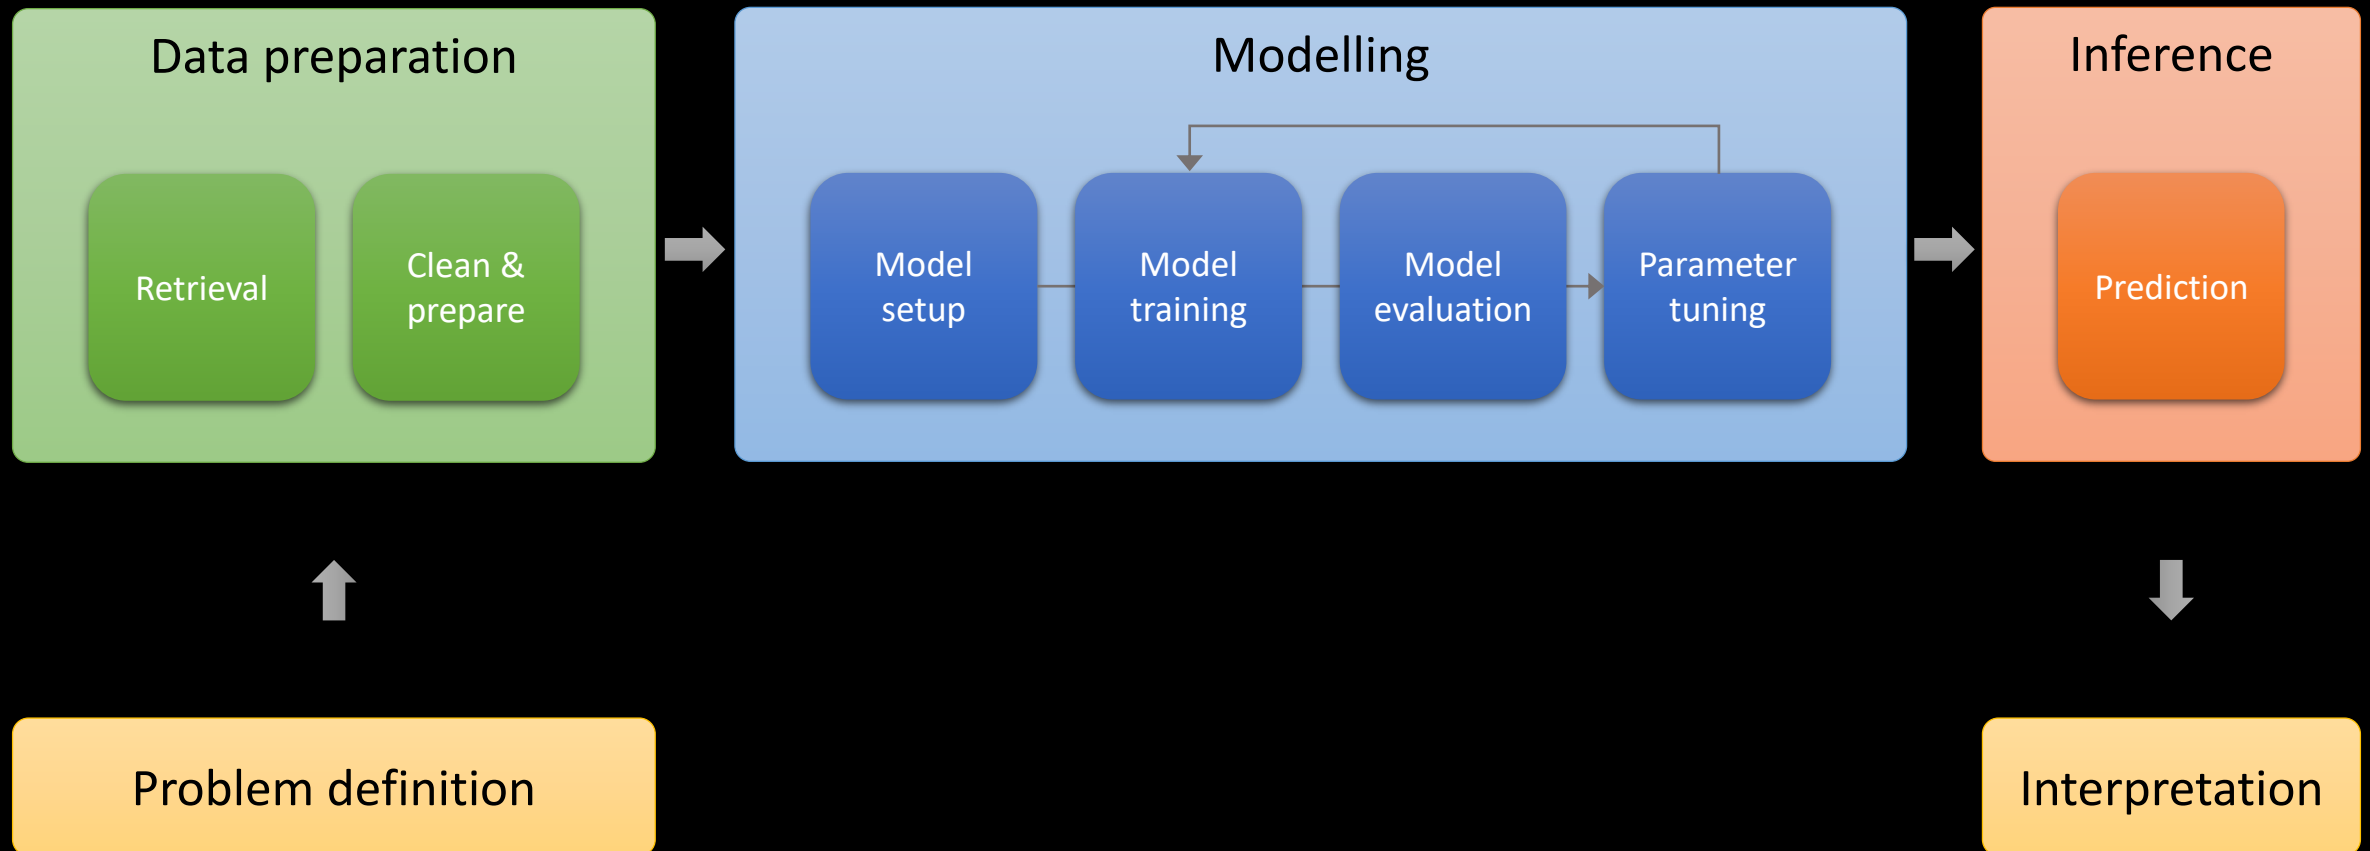 Data preparation
Retrieval
Clean &
prepare
Modelling
Model
setup
Model
training
Model
evaluation
Parameter
tuning
Inference
Prediction
Problem definition
Interpretation